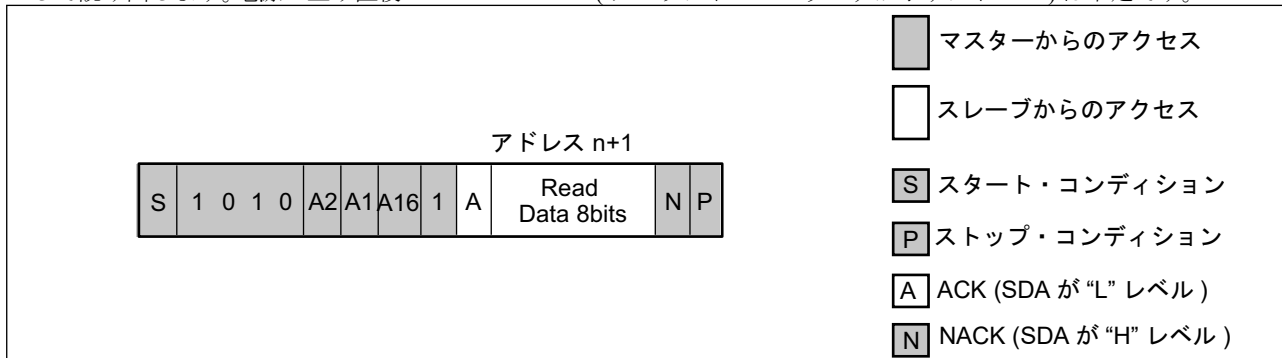 マスターからのアクセス
スレーブからのアクセス
アドレス n+1
S 1 0 1 0 A2 A1 A16 1 A Read Data 8bits N P
S スタート・コンディション
P ストップ・コンディション
A ACK (SDA が “L” レベル )
N NACK (SDA が “H” レベル )